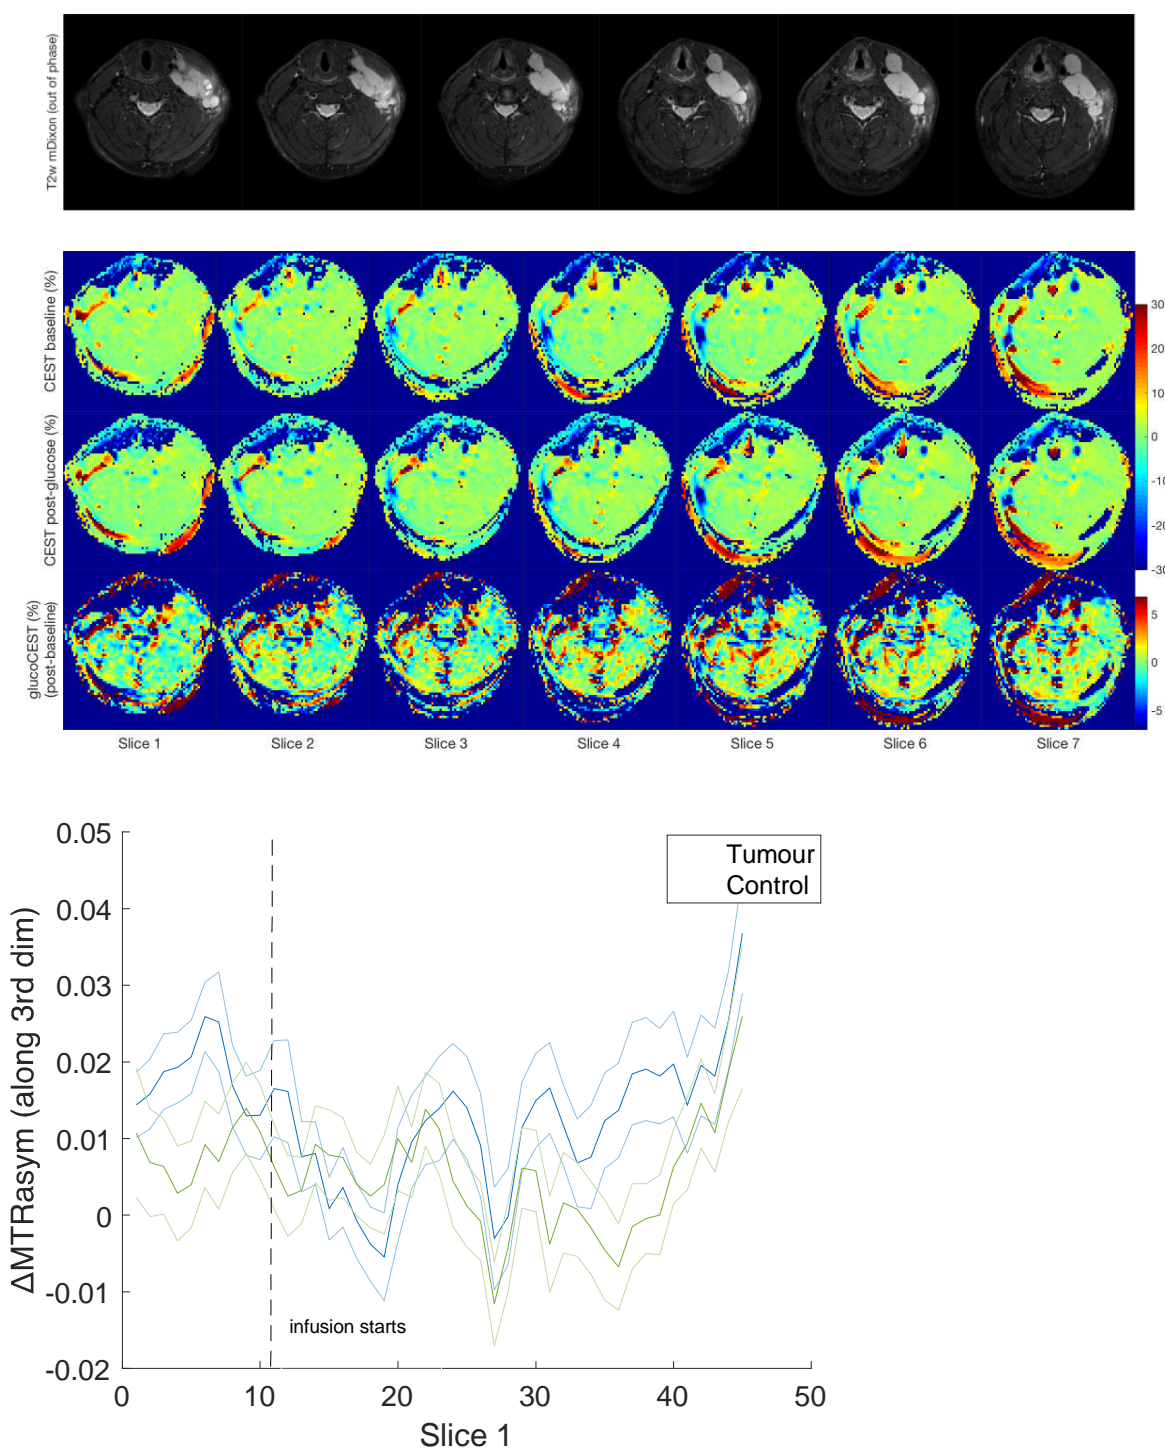 T2w mDixon (out of phase)
CEST baseline (%)
30
20
10
0
-10
-20
-30
CEST post-glucose (%)
glucoCEST (%)
(post-baseline)
5
0
-5
Slice 1 Slice 2 Slice 3 Slice 4 Slice 5 Slice 6 Slice 7
0.05
0.04
0.03
0.02
0.01
0
-0.01
-0.02
ΔMTRasym (along 3rd dim)
Tumour
Control
infusion starts
0 10 20 30 40 50
Slice 1